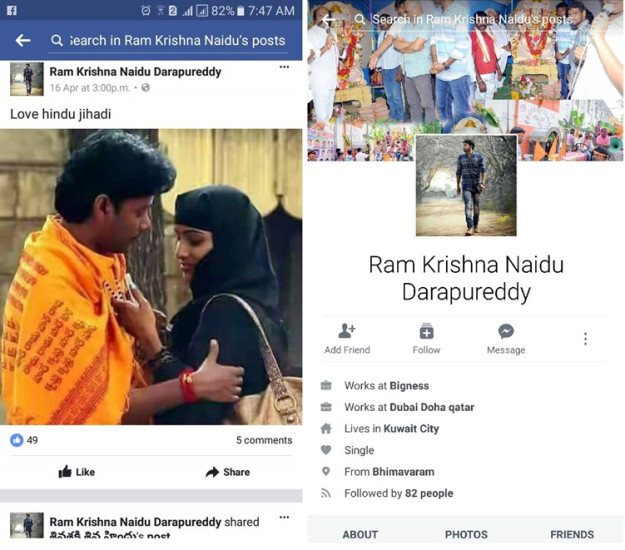 82% 7:47 AM
Search in Ram Krishna Naidu's posts
Ram Krishna Naidu Darapureddy
16 Apr at 3:00p.m. •
Love hindu jihadi
49
5 comments
Like
Share
Ram Krishna Naidu Darapureddy shared
post
Search in Ram Krishna Naidu's posts
Ram Krishna Naidu
Darapureddy
Add Friend
Follow
Message
Works at Bigness
Works at Dubai Doha qatar
Lives in Kuwait City
Single
From Bhimavaram
Followed by 82 people
ABOUT
PHOTOS
FRIENDS